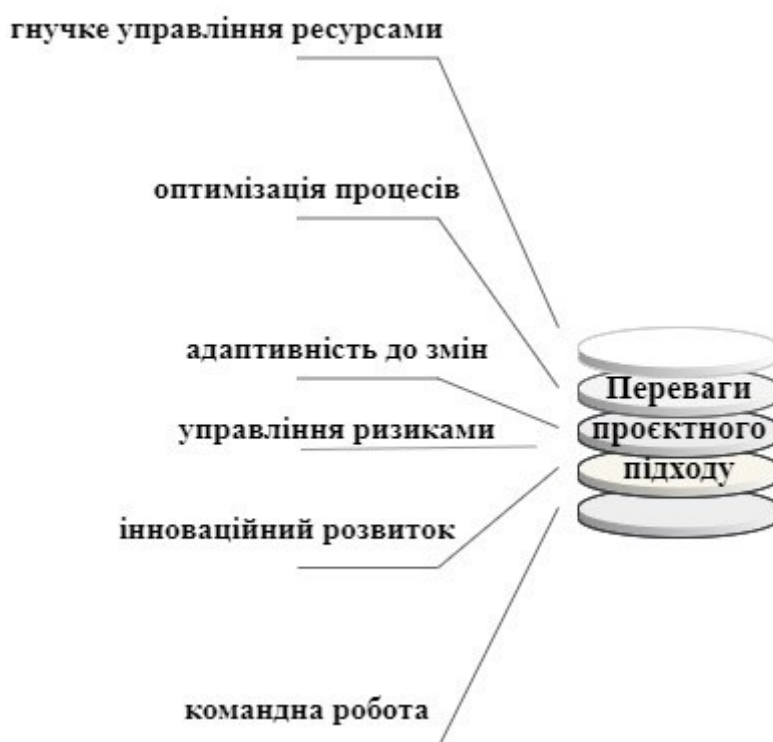 гнучке управління ресурсами
оптимізація процесів
адаптивність до змін
управління ризиками
інноваційний розвиток
командна робота
Переваги
проєктного
підходу